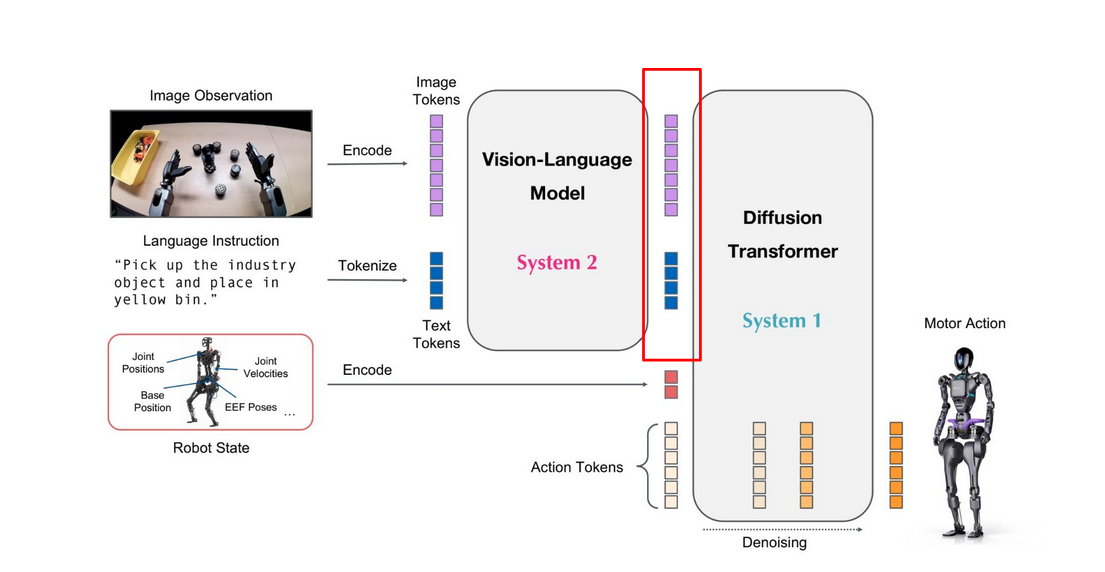 Image Observation
Encode
Image
Tokens
Vision-Language
Model
System 2
Language Instruction
“Pick up the industry
object and place in
yellow bin.”
Tokenize
Text
Tokens
Diffusion
Transformer
System 1
Joint
Positions
Joint
Velocities
Base
Position
EEF Poses ...
Robot State
Encode
Action Tokens
Denoising
Motor Action